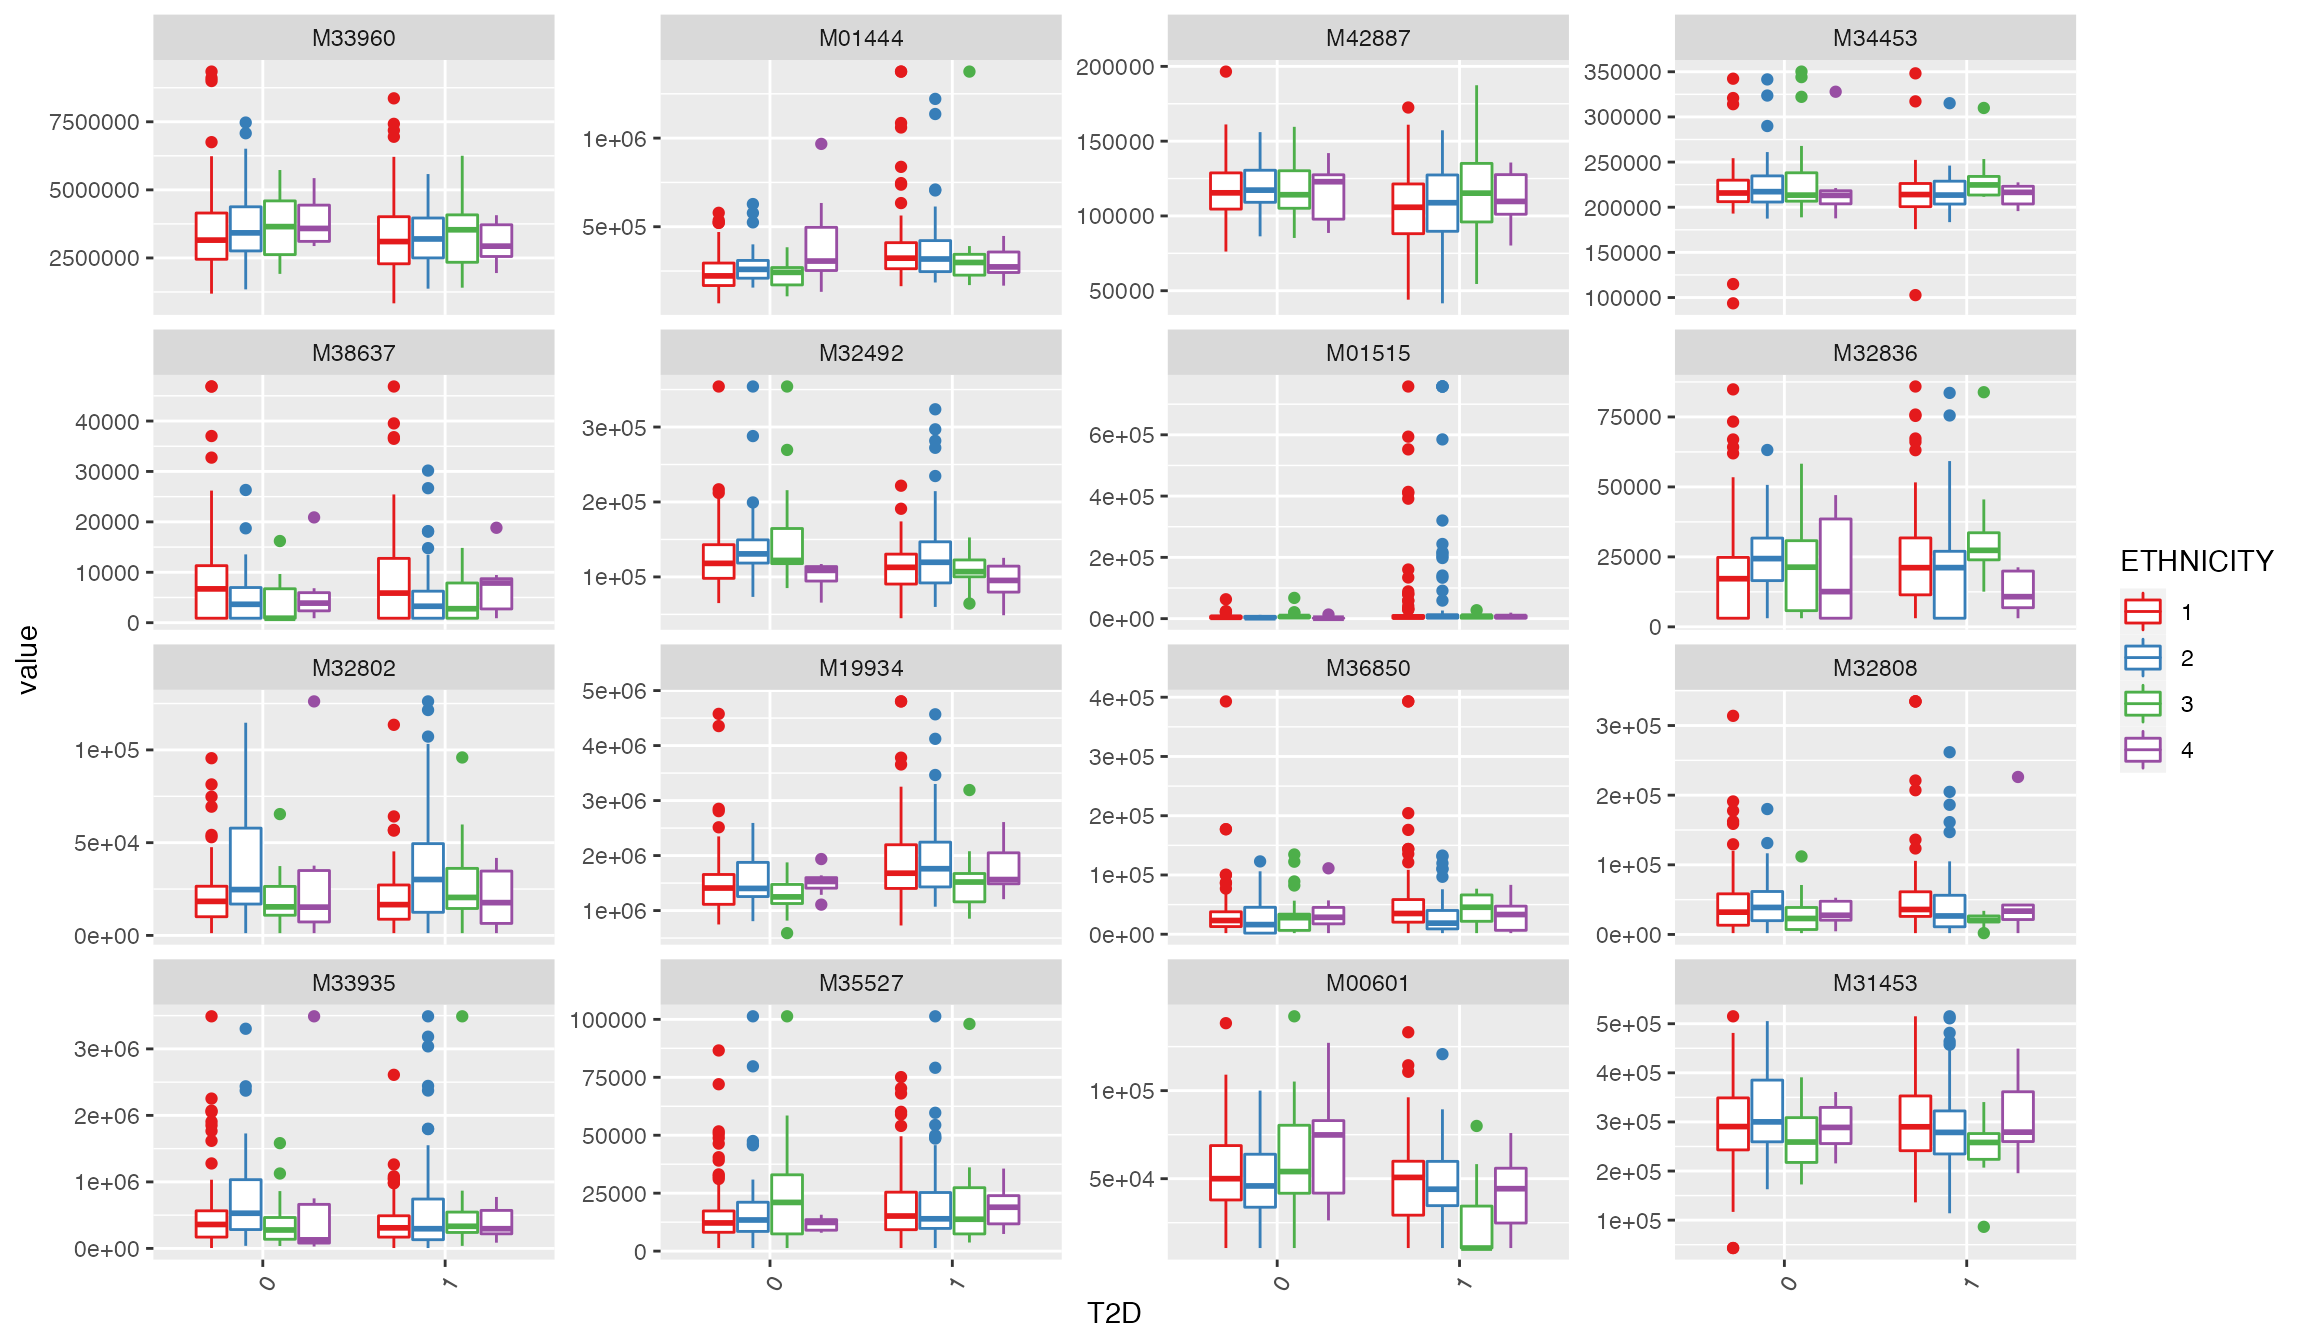 M33960 M01444 M42887 M34453
7500000
5000000
2500000
1e+06
5e+05
200000
150000
100000
50000
350000
300000
250000
200000
150000
100000
M38637 M32492 M01515 M32836
40000
30000
20000
10000
0
3e+05
2e+05
1e+05
6e+05
4e+05
2e+05
0e+00
75000
50000
25000
0
M32802 M19934 M36850 M32808
1e+05
5e+04
0e+00
5e+06
4e+06
3e+06
2e+06
1e+06
4e+05
3e+05
2e+05
1e+05
0e+00
3e+05
2e+05
1e+05
0e+00
M33935 M35527 M00601 M31453
3e+06
2e+06
1e+06
0e+00
100000
75000
50000
25000
0
1e+05
5e+04
5e+05
4e+05
3e+05
2e+05
1e+05
0 1 0 1 0 1 0 1
T2D
value
ETHNICITY
1
2
3
4